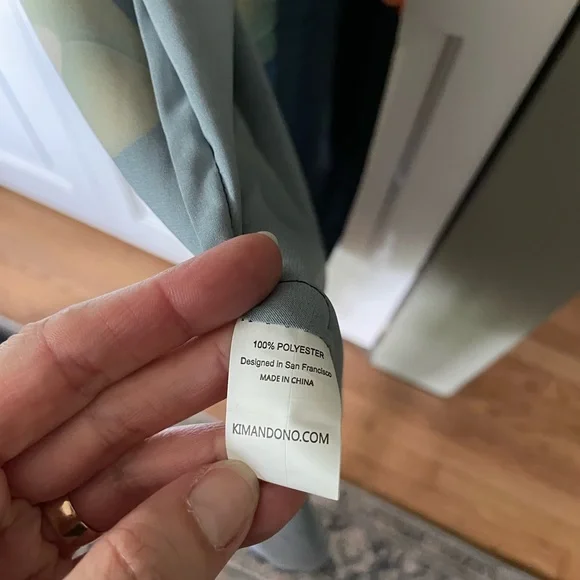 100% POLYESTER
Designed in San Francisco
MADE IN CHINA
KIMANDONO.COM